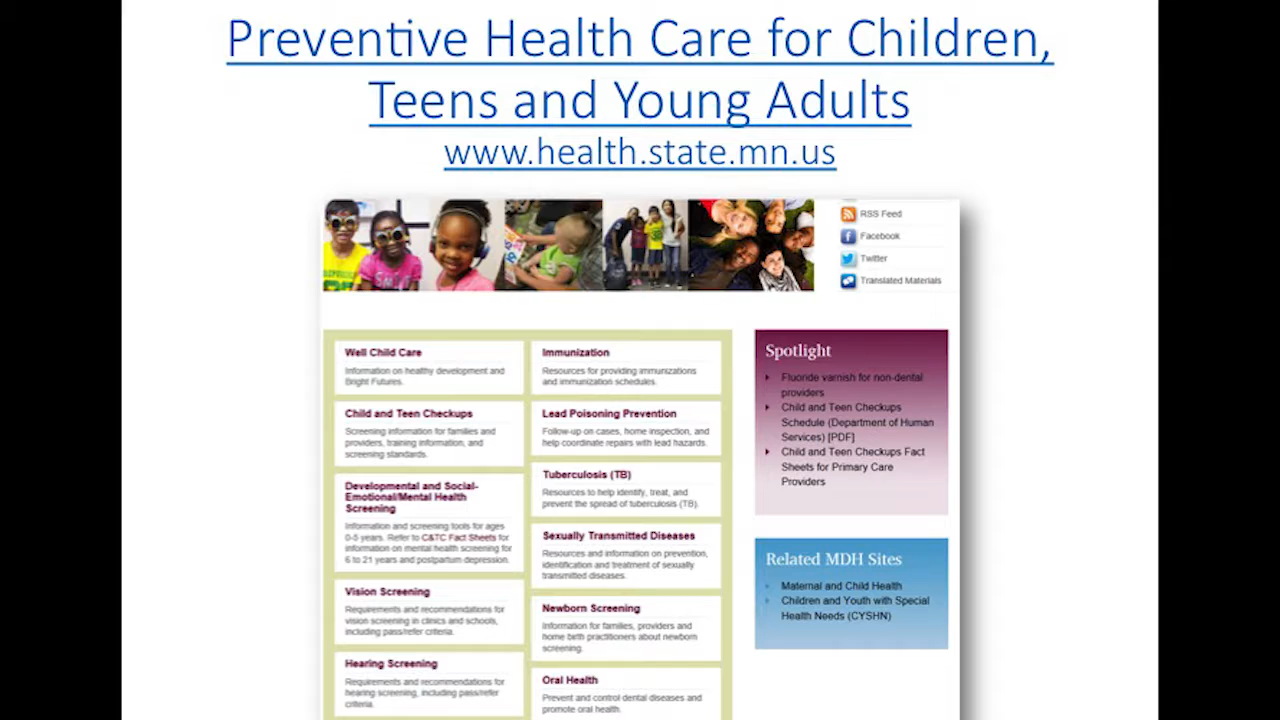 Preventive Health Care for Children,
Teens and Young Adults
www.health.state.mn.us
RSS Feed
Facebook
Twitter
Translated Materials
Well Child Care
Information on healthy development and
Bright Futures.
Child and Teen Checkups
Screening information for families and
providers, training information, and
screening standards.
Developmental and Social-
Emotional/Mental Health
Screening
Information and screening tools for ages
0-5 years. Refer to C&TC Fact Sheets for
information on mental health screening for
6 to 21 years and postpartum depression.
Vision Screening
Requirements and recommendations for
vision screening in clinics and schools,
including pass/refer criteria.
Hearing Screening
Requirements and recommendations for
hearing screening, including pass/refer
criteria.
Immunization
Resources for providing immunizations
and immunization schedules.
Lead Poisoning Prevention
Follow-up on cases, home inspection, and
help coordinate repairs with lead hazards.
Tuberculosis (TB)
Resources to help identify, treat, and
prevent the spread of tuberculosis (TB).
Sexually Transmitted Diseases
Resources and information on prevention,
identification and treatment of sexually
transmitted diseases.
Newborn Screening
Information for families, providers and
home birth practitioners about newborn
screening.
Oral Health
Prevent and control dental diseases and
promote oral health.
Spotlight
Fluoride varnish for non-dental
providers
Child and Teen Checkups
Schedule (Department of Human
Services) [PDF]
Child and Teen Checkups Fact
Sheets for Primary Care
Providers
Related MDH Sites
Maternal and Child Health
Children and Youth with Special
Health Needs (CYSHN)